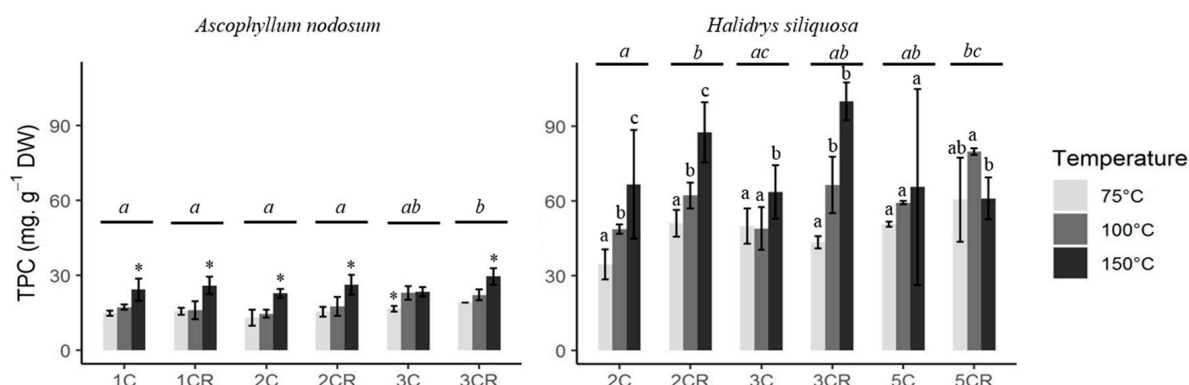 Ascophyllum nodosum
Halidrys siliquosa
a b ac ab ab bc
a a a a ab b
TPC (mg. g⁻¹ DW)
90
60
30
0
* * * * * *
1C 1CR 2C 2CR 3C 3CR
90
60
30
0
a b c
a b c
a a b
a b b
a a a
ab a b
2C 2CR 3C 3CR 5C 5CR
Temperature
75°C
100°C
150°C